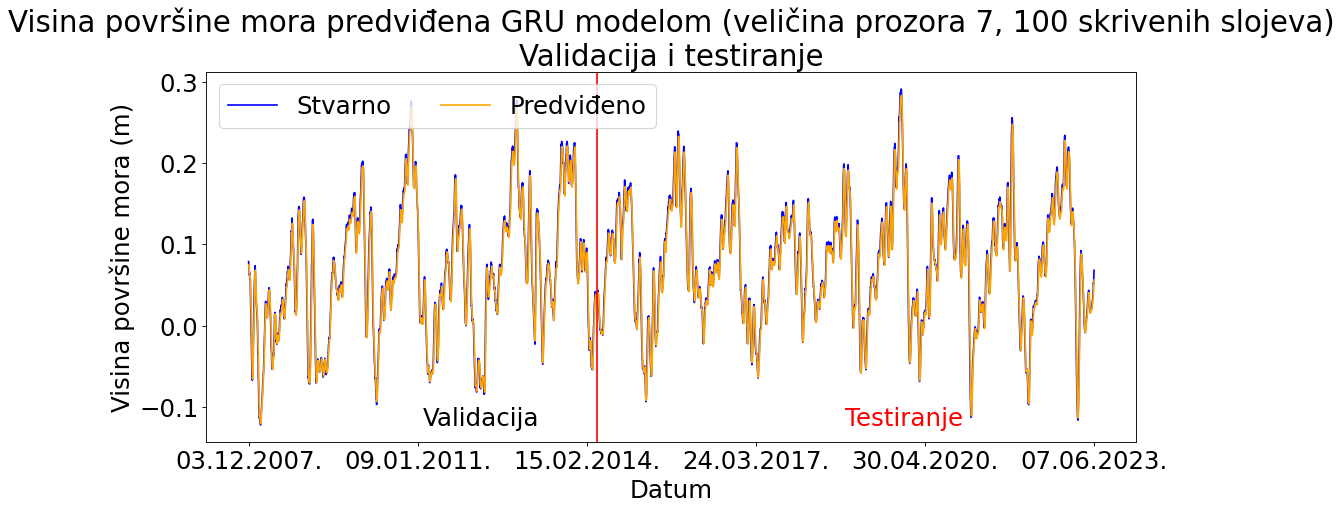 Visina površine mora predviđena GRU modelom (veličina prozora 7, 100 skrivenih slojeva)
Validacija i testiranje
Stvarno
Predviđeno
Visina površine mora (m)
0.3
0.2
0.1
0.0
−0.1
Validacija
Testiranje
03.12.2007.
09.01.2011.
15.02.2014.
24.03.2017.
30.04.2020.
07.06.2023.
Datum